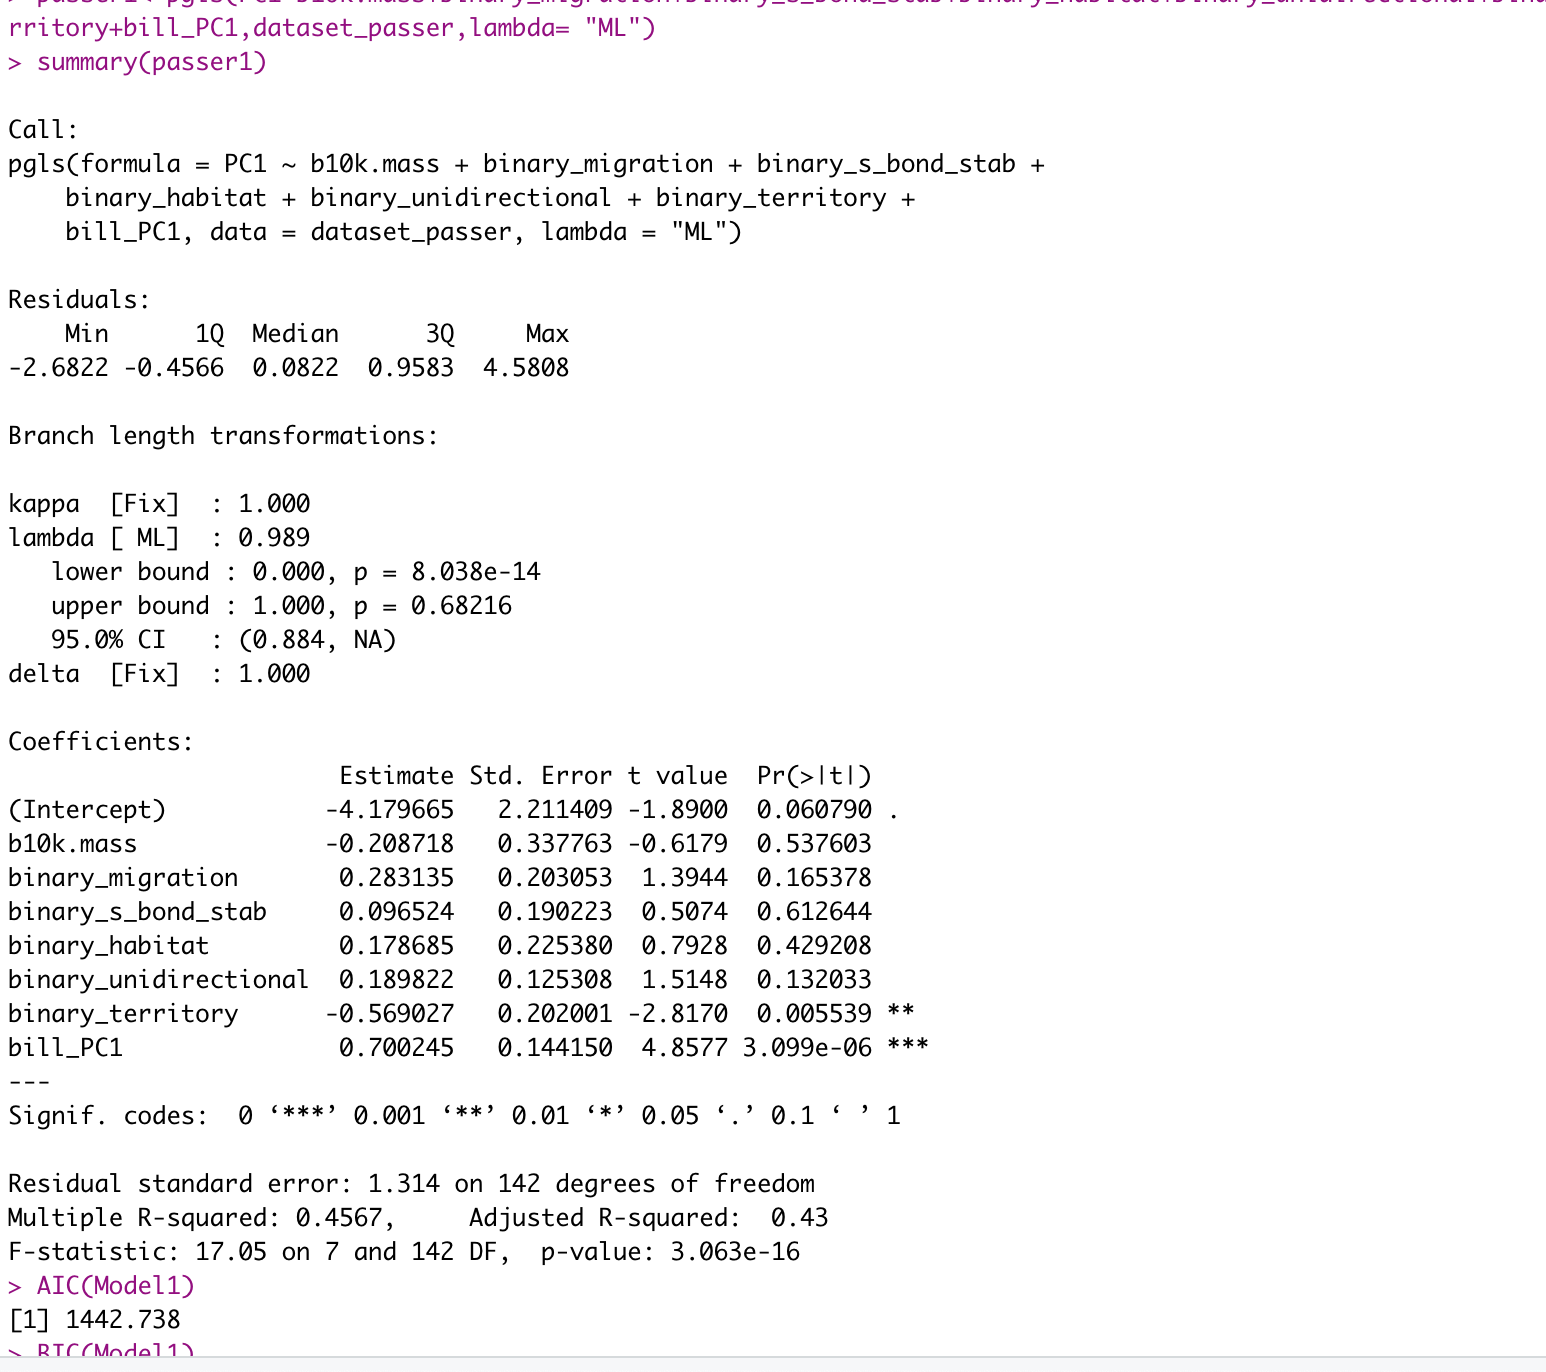 rritory+bill_PC1,dataset_passer,lambda= "ML")
> summary(passer1)
Call:
pgls(formula = PC1 ~ b10k.mass + binary_migration + binary_s_bond_stab +
    binary_habitat + binary_unidirectional + binary_territory +
    bill_PC1, data = dataset_passer, lambda = "ML")
Residuals:
    Min      1Q  Median      3Q     Max
-2.6822 -0.4566  0.0822  0.9583  4.5808
Branch length transformations:
kappa  [Fix]  : 1.000
lambda [ ML]  : 0.989
   lower bound : 0.000, p = 8.038e-14
   upper bound : 1.000, p = 0.68216
   95.0% CI   : (0.884, NA)
delta  [Fix]  : 1.000
Coefficients:
                       Estimate Std. Error t value  Pr(>|t|)
(Intercept)           -4.179665   2.211409 -1.8900  0.060790 .
b10k.mass             -0.208718   0.337763 -0.6179  0.537603
binary_migration       0.283135   0.203053  1.3944  0.165378
binary_s_bond_stab     0.096524   0.190223  0.5074  0.612644
binary_habitat         0.178685   0.225380  0.7928  0.429208
binary_unidirectional  0.189822   0.125308  1.5148  0.132033
binary_territory      -0.569027   0.202001 -2.8170  0.005539 **
bill_PC1               0.700245   0.144150  4.8577 3.099e-06 ***
---
Signif. codes:  0 ‘***’ 0.001 ‘**’ 0.01 ‘*’ 0.05 ‘.’ 0.1 ‘ ’ 1
Residual standard error: 1.314 on 142 degrees of freedom
Multiple R-squared: 0.4567,     Adjusted R-squared:  0.43
F-statistic: 17.05 on 7 and 142 DF,  p-value: 3.063e-16
> AIC(Model1)
[1] 1442.738
> BIC(Model1)